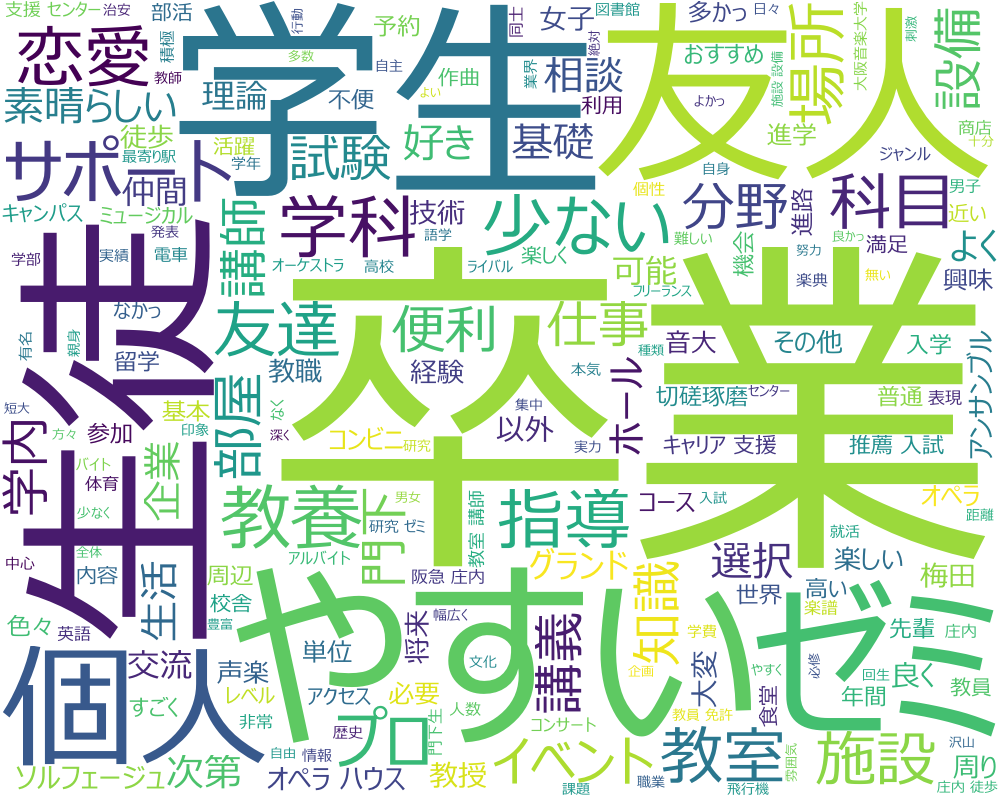 支援 センター
治安
部活
行動
学生
同士
女子
図書館
多かっ
日々
友人
場所
大阪音楽大学
刺激
設備
恋愛
積極
教師
多数
予約
自主
作曲
業界
絶対
相談
おすすめ
施設 設備
素晴らしい
理論
不便
よい
利用
よかっ
商店
十分
徒歩
活躍
試験
好き
基礎
進学
ジャンル
サポート
最寄り駅
学年
仲間
自身
個性
分野
進路
科目
男子
近い
キャンパス
ミュージカル
講師
学科
技術
語学
少ない
難しい
機会
良かっ
努力
満足
よく
学部
実績
発表
電車
オーケストラ
高校
ライバル
楽しく
可能
フリーランス
楽典
無い
興味
生徒
なかっ
友達
便利
仕事
卒業
有名
親身
留学
教職
経験
種類
音大
その他
入学
アンサンブル
短大
印象
基本
部屋
なく
深く
本気
集中
ホール
切磋琢磨
センター
普通
表現
学内
方々
参加
コンビニ
研究
以外
実力
キャリア 支援
推薦 入試
バイト
体育
企業
教養
門下
男女
研究 ゼミ
教室 講師
指導
コース
入試
オペラ
距離
少なく
全体
中心
内容
生活
周辺
アルバイト
阪急 庄内
グランド
知識
選択
就活
楽しい
梅田
色々
英語
校舎
豊富
やすい
将来
幅広く
講義
学費
世界
高い
楽譜
ゼミ
先輩
庄内
個人
交流
声楽
単位
文化
企画
大変
やすく
必修
回生
良く
教員
すごく
レベル
アクセス
必要
人数
コンサート
教員 免許
食堂
年間
非常
プロ
歴史
門下生
自由
情報
ソルフェージュ
次第
オペラ ハウス
教授
イベント
課題
職業
教室
飛行機
雰囲気
施設
沢山
周り
庄内 徒歩